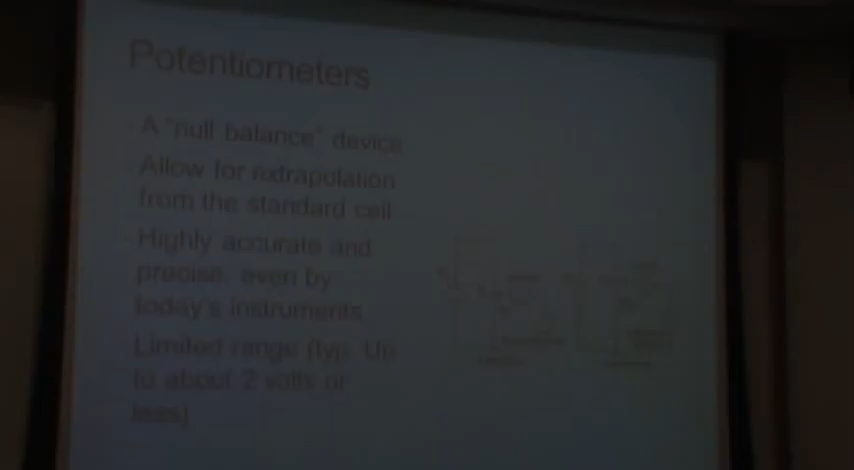 Potentiometers
A "null balance" device
Allow for extrapolation
from the standard cell
Highly accurate and
precise, even by
today's instruments
Limited range (typ. Up
to about 2 volts or
less)